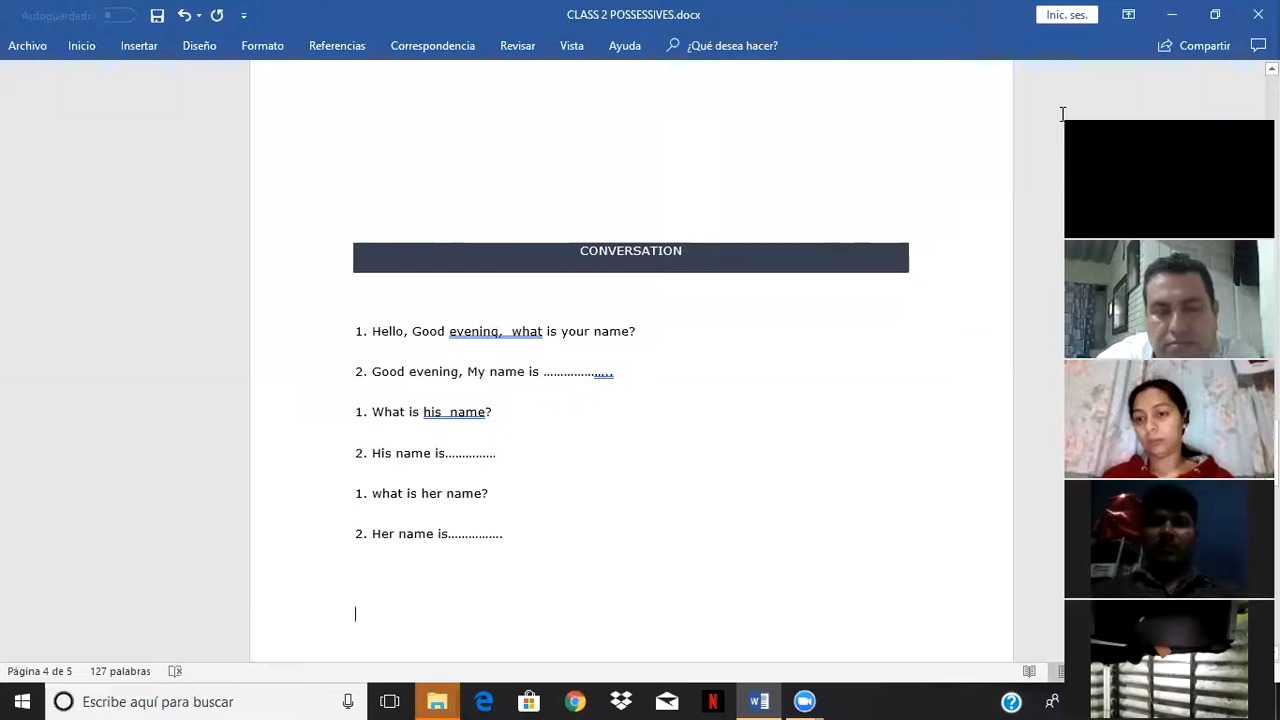 Autoguardado
CLASS 2 POSSESSIVES.docx
Inic. ses.
Archivo Inicio Insertar Diseño Formato Referencias Correspondencia Revisar Vista Ayuda ¿Qué desea hacer? Compartir
CONVERSATION
1. Hello, Good evening,  what is your name?
2. Good evening, My name is …………………..
1. What is his  name?
2. His name is…………..
1. what is her name?
2. Her name is…………….
Página 4 de 5 127 palabras
Escribe aquí para buscar